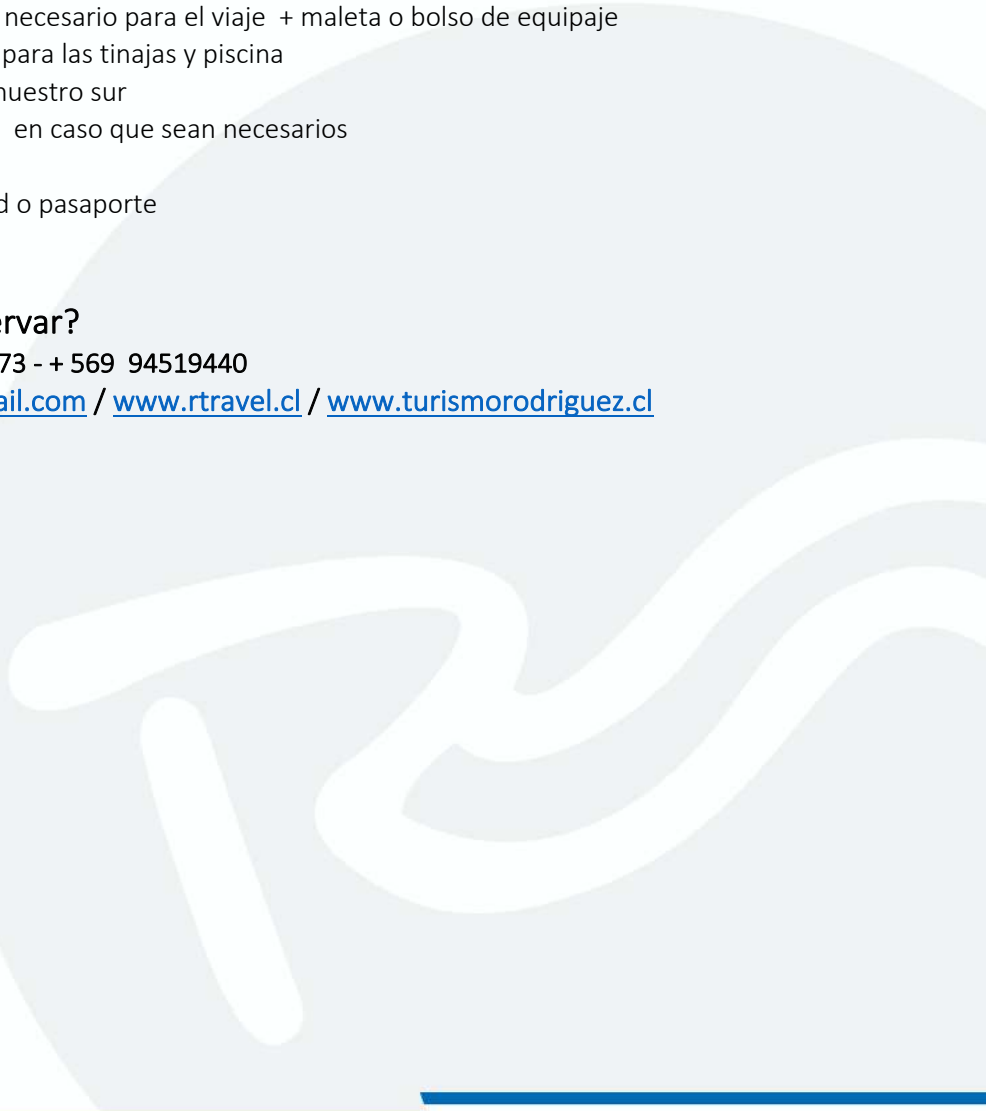 necesario para el viaje + maleta o bolso de equipaje
para las tinajas y piscina
nuestro sur
en caso que sean necesarios
d o pasaporte
ervar?
73 - + 569 94519440
ail.com / www.rtravel.cl / www.turismorodriguez.cl